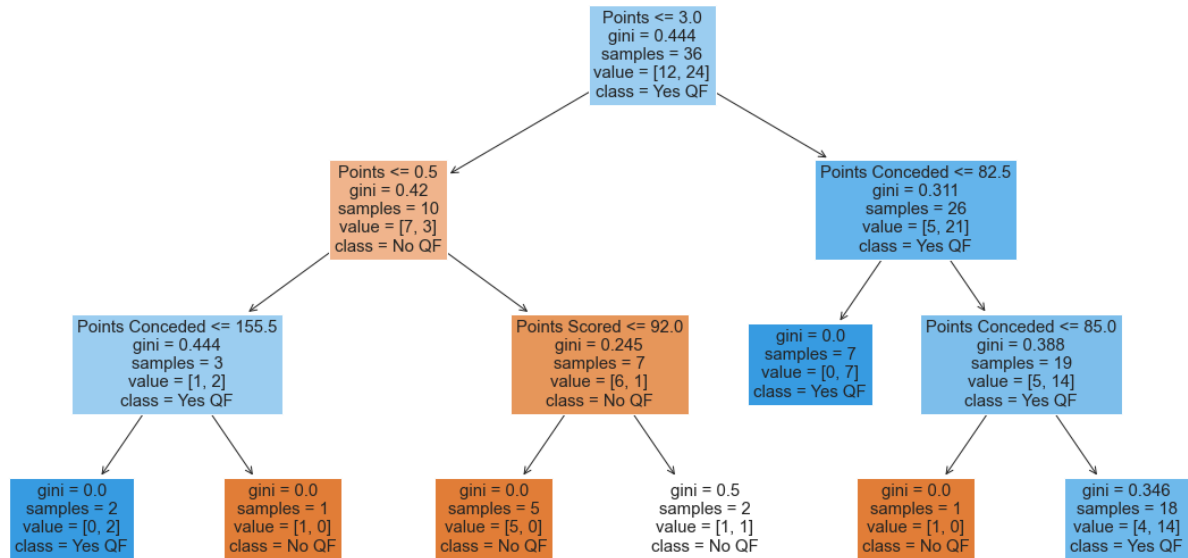 Points <= 3.0
gini = 0.444
samples = 36
value = [12, 24]
class = Yes QF
Points <= 0.5
gini = 0.42
samples = 10
value = [7, 3]
class = No QF
Points Conceded <= 82.5
gini = 0.311
samples = 26
value = [5, 21]
class = Yes QF
Points Conceded <= 155.5
gini = 0.444
samples = 3
value = [1, 2]
class = Yes QF
Points Scored <= 92.0
gini = 0.245
samples = 7
value = [6, 1]
class = No QF
gini = 0.0
samples = 7
value = [0, 7]
class = Yes QF
Points Conceded <= 85.0
gini = 0.388
samples = 19
value = [5, 14]
class = Yes QF
gini = 0.0
samples = 2
value = [0, 2]
class = Yes QF
gini = 0.0
samples = 1
value = [1, 0]
class = No QF
gini = 0.0
samples = 5
value = [5, 0]
class = No QF
gini = 0.5
samples = 2
value = [1, 1]
class = No QF
gini = 0.0
samples = 1
value = [1, 0]
class = No QF
gini = 0.346
samples = 18
value = [4, 14]
class = Yes QF